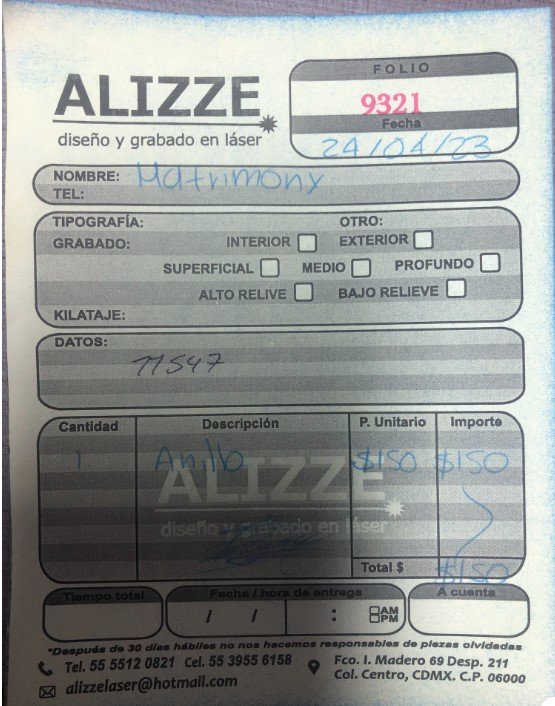 ALIZZE
diseño y grabado en láser
FOLIO
9321
Fecha
24/04/23
NOMBRE: Matrimony
TEL:
TIPOGRAFÍA: OTRO:
GRABADO: INTERIOR EXTERIOR
SUPERFICIAL MEDIO PROFUNDO
ALTO RELIVE BAJO RELIEVE
KILATAJE:
DATOS:
11547
Cantidad Descripción P. Unitario Importe
1 Anillo $150 $150
ALIZZE
diseño y grabado en láser
Total $ $150
Tiempo total Fecha / hora de entrega A cuenta
/ / : AM
PM
*Después de 30 días hábiles no nos hacemos responsables de piezas olvidadas
Tel. 55 5512 0821 Cel. 55 3955 6158 Fco. I. Madero 69 Desp. 211
alizzelaser@hotmail.com Col. Centro, CDMX. C.P. 06000